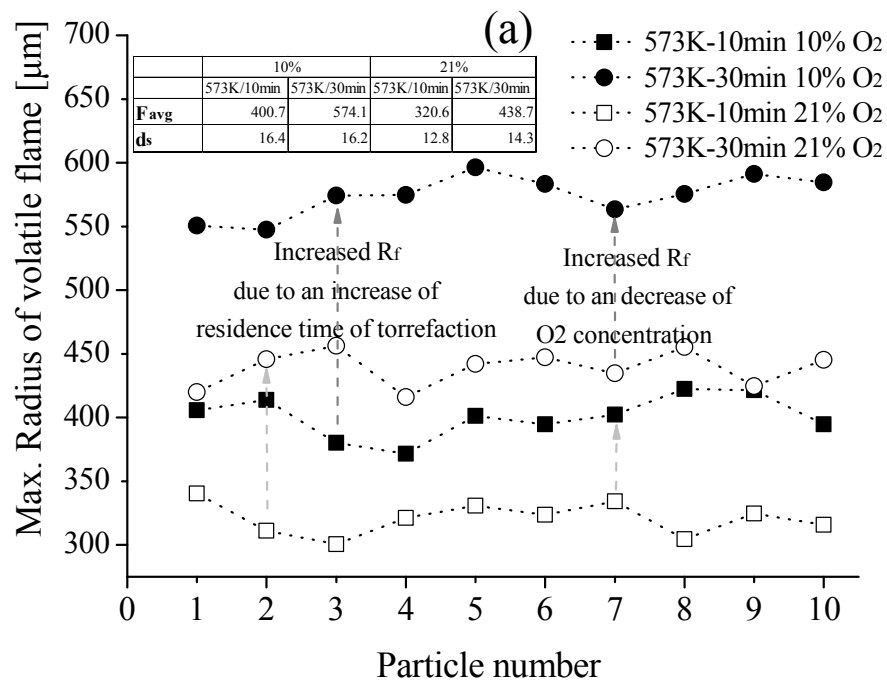 (a)
573K-10min 10% O2
573K-30min 10% O2
573K-10min 21% O2
573K-30min 21% O2
10% 21%
573K/10min 573K/30min 573K/10min 573K/30min
Favg 400.7 574.1 320.6 438.7
ds 16.4 16.2 12.8 14.3
Max. Radius of volatile flame [µm]
700
650
600
550
500
450
400
350
300
Increased Rf
due to an increase of
residence time of torrefaction
Increased Rf
due to an decrease of
O2 concentration
0 1 2 3 4 5 6 7 8 9 10
Particle number